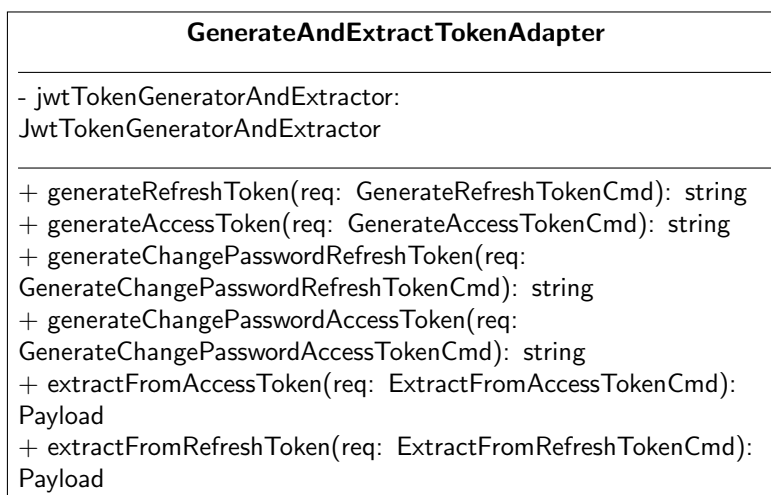 GenerateAndExtractTokenAdapter
- jwtTokenGeneratorAndExtractor:
JwtTokenGeneratorAndExtractor
+ generateRefreshToken(req: GenerateRefreshTokenCmd): string
+ generateAccessToken(req: GenerateAccessTokenCmd): string
+ generateChangePasswordRefreshToken(req:
GenerateChangePasswordRefreshTokenCmd): string
+ generateChangePasswordAccessToken(req:
GenerateChangePasswordAccessTokenCmd): string
+ extractFromAccessToken(req: ExtractFromAccessTokenCmd):
Payload
+ extractFromRefreshToken(req: ExtractFromRefreshTokenCmd):
Payload